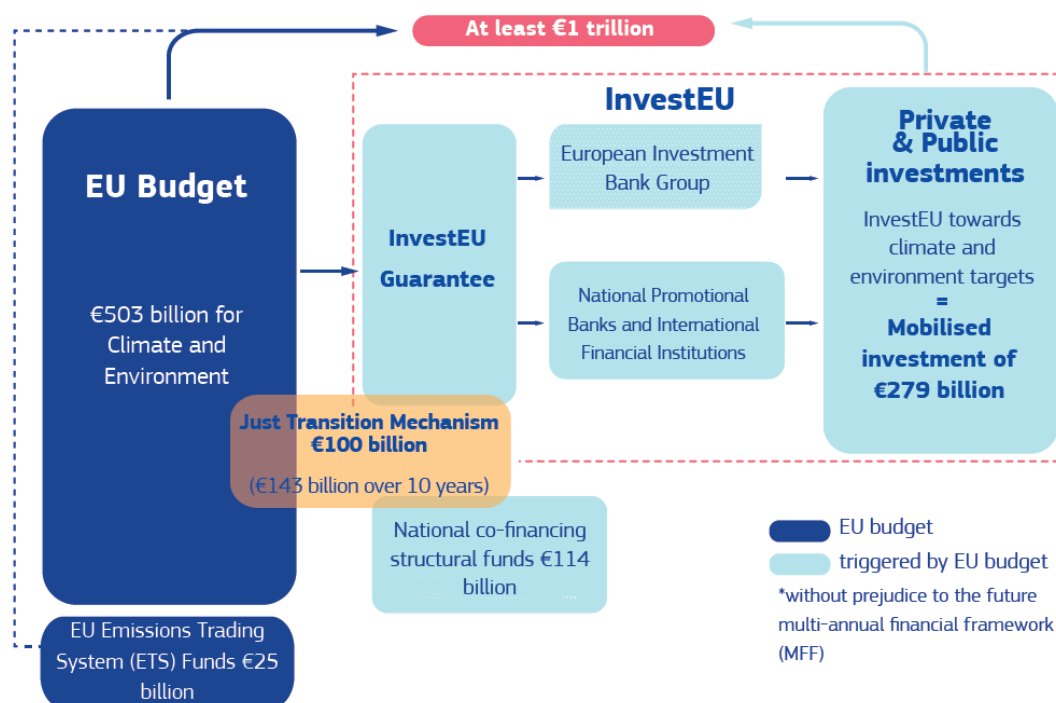 At least €1 trillion
EU Budget
€503 billion for
Climate and
Environment
InvestEU
InvestEU
Guarantee
European Investment
Bank Group
National Promotional
Banks and International
Financial Institutions
Private
& Public
investments
InvestEU towards
climate and
environment targets
=
Mobilised
investment of
€279 billion
Just Transition Mechanism
€100 billion
(€143 billion over 10 years)
National co-financing
structural funds €114
billion
EU Emissions Trading
System (ETS) Funds €25
billion
EU budget
triggered by EU budget
*without prejudice to the future
multi-annual financial framework
(MFF)